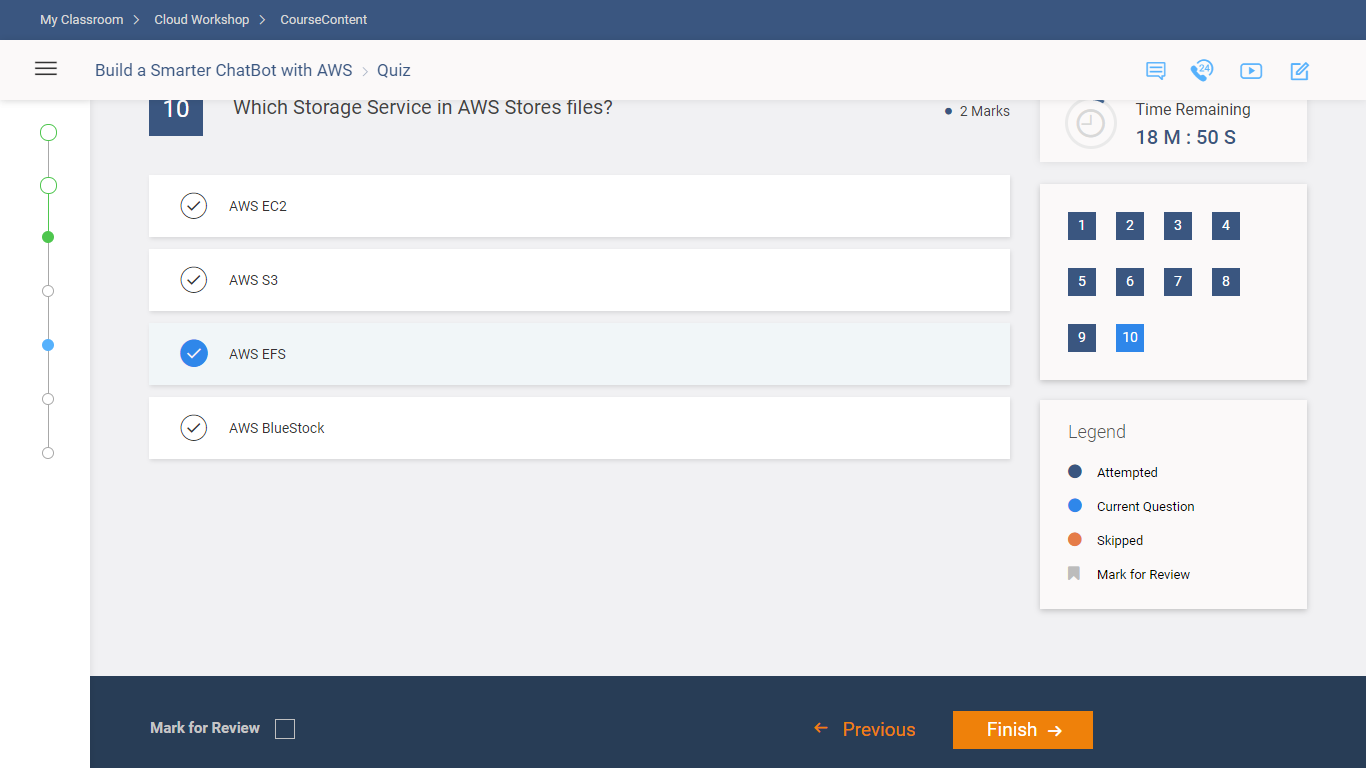 My Classroom > Cloud Workshop > CourseContent
Build a Smarter ChatBot with AWS > Quiz
24
10
Which Storage Service in AWS Stores files?
2 Marks
AWS EC2
AWS S3
AWS EFS
AWS BlueStock
Time Remaining
18 M : 50 S
1 2 3 4
5 6 7 8
9 10
Legend
Attempted
Current Question
Skipped
Mark for Review
Mark for Review
Previous
Finish